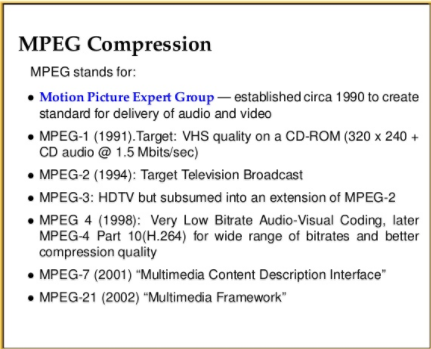 MPEG Compression
MPEG stands for:
• Motion Picture Expert Group — established circa 1990 to create
standard for delivery of audio and video
• MPEG-1 (1991).Target: VHS quality on a CD-ROM (320 x 240 +
CD audio @ 1.5 Mbits/sec)
• MPEG-2 (1994): Target Television Broadcast
• MPEG-3: HDTV but subsumed into an extension of MPEG-2
• MPEG 4 (1998): Very Low Bitrate Audio-Visual Coding, later
MPEG-4 Part 10(H.264) for wide range of bitrates and better
compression quality
• MPEG-7 (2001) “Multimedia Content Description Interface”
• MPEG-21 (2002) “Multimedia Framework”